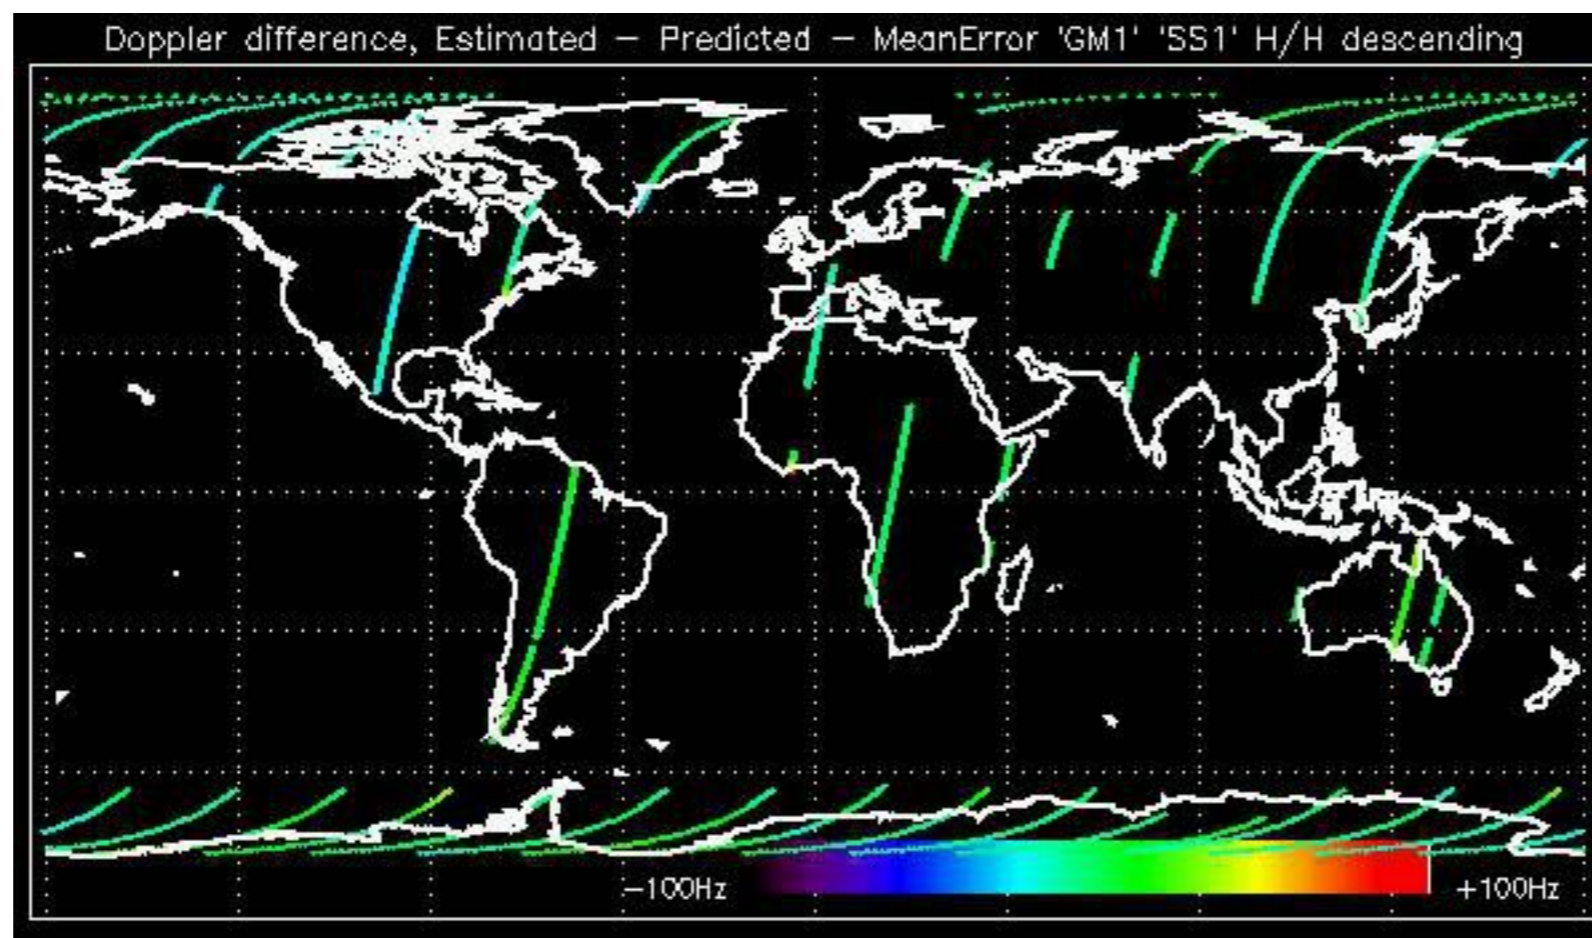 Doppler difference, Estimated – Predicted – MeanError 'GM1' 'SS1' H/H descending
−100Hz
+100Hz